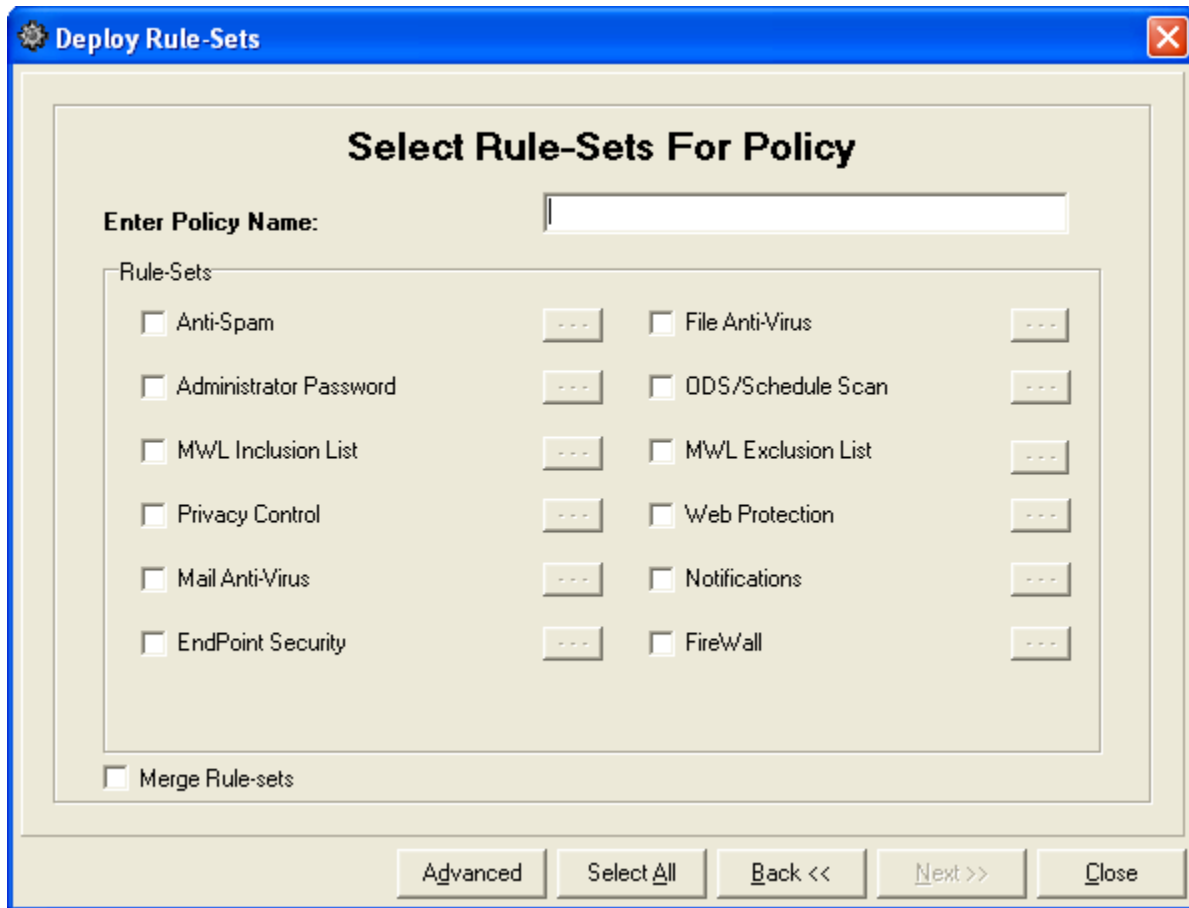 Deploy Rule-Sets
Select Rule-Sets For Policy
Enter Policy Name:
Rule-Sets
Anti-Spam - - - File Anti-Virus - - -
Administrator Password - - - ODS/Schedule Scan - - -
MWL Inclusion List - - - MWL Exclusion List - - -
Privacy Control - - - Web Protection - - -
Mail Anti-Virus - - - Notifications - - -
EndPoint Security - - - FireWall - - -
Merge Rule-sets
Advanced Select All Back << Next >> Close